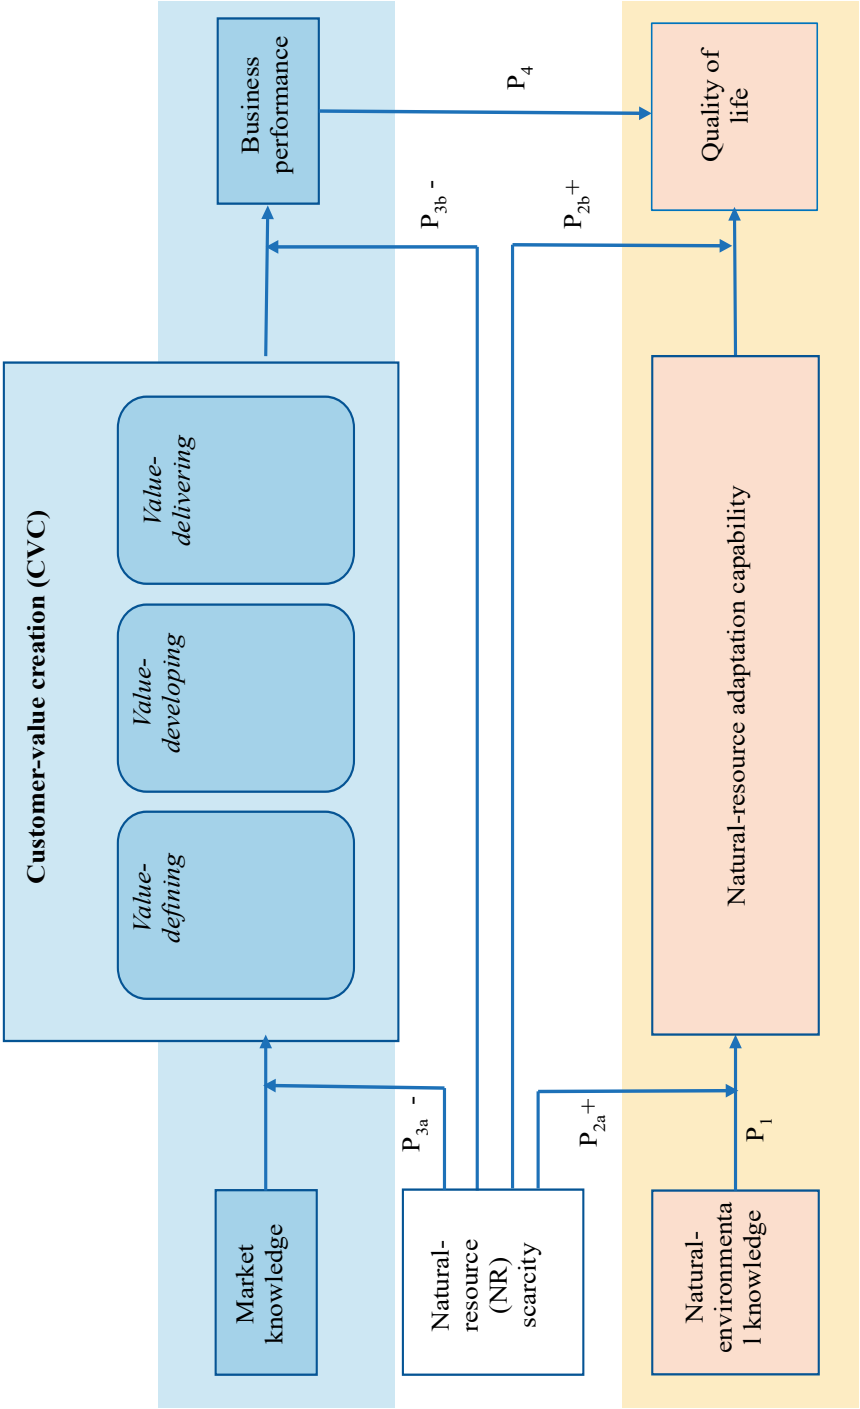 Customer-value creation (CVC)
Value-
defining
Value-
developing
Value-
delivering
Market
knowledge
Business
performance
P3a -
P3b -
Natural-
resource
(NR)
scarcity
P4
P2a+
P2b+
Natural-
environmenta
l knowledge
P1
Natural-resource adaptation capability
Quality of
life